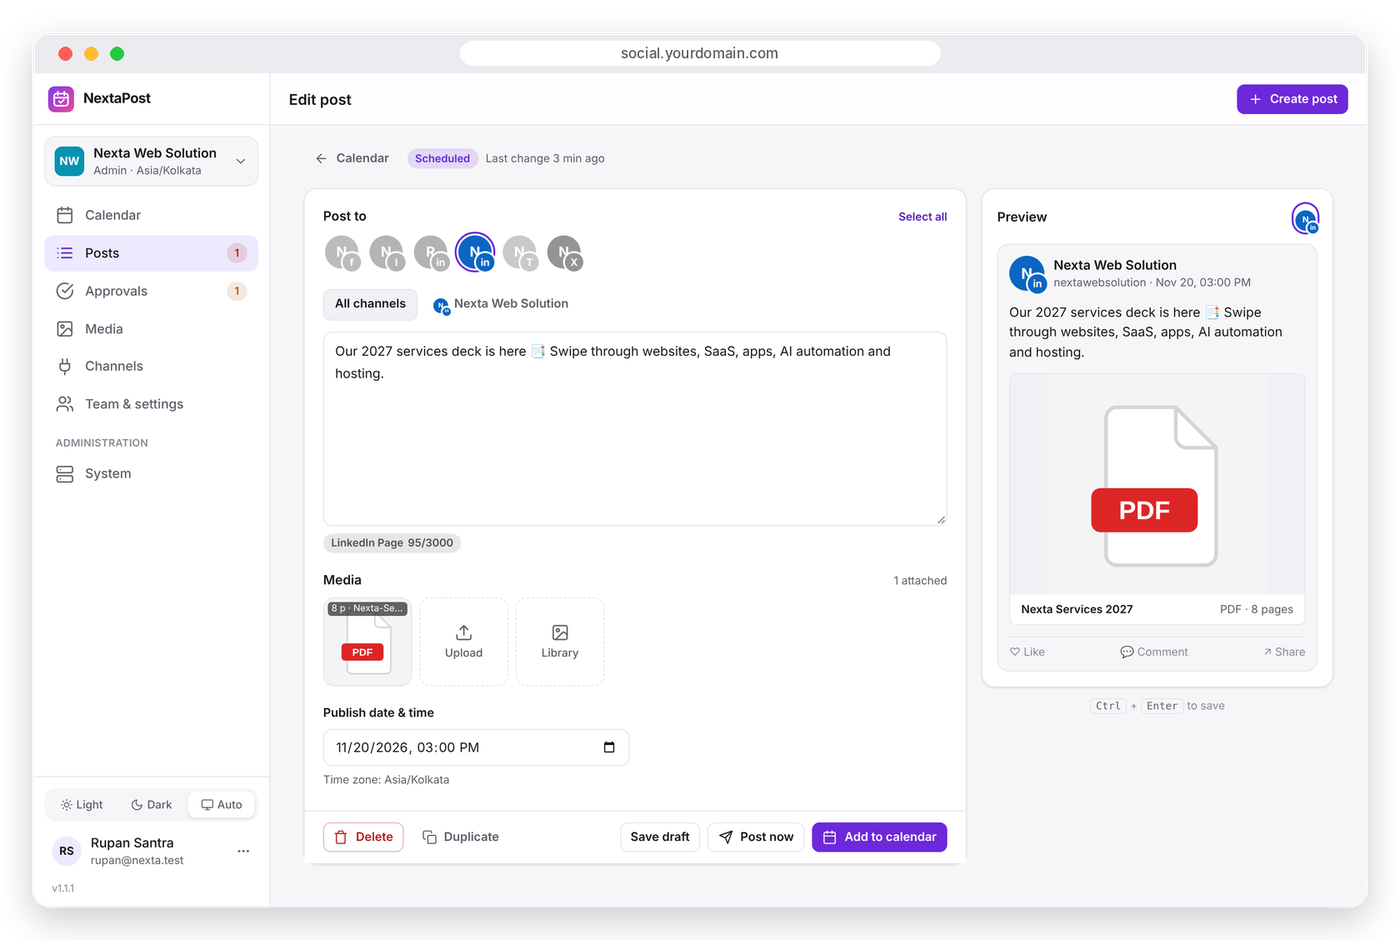 social.yourdomain.com
NextaPost
Edit post
Create post
NW
Nexta Web Solution
Admin · Asia/Kolkata
Calendar
Posts 1
Approvals 1
Media
Channels
Team & settings
ADMINISTRATION
System
Light Dark Auto
RS
Rupan Santra
rupan@nexta.test
v1.1.1
Calendar Scheduled Last change 3 min ago
Post to Select all
N f N I R in N in N T N X
All channels Nexta Web Solution
Our 2027 services deck is here 📑 Swipe through websites, SaaS, apps, AI automation and
hosting.
LinkedIn Page 95/3000
Media 1 attached
8 p · Nexta-Se...
PDF
Upload
Library
Publish date & time
11/20/2026, 03:00 PM
Time zone: Asia/Kolkata
Delete Duplicate Save draft Post now Add to calendar
Preview N in
N in
Nexta Web Solution
nextawebsolution · Nov 20, 03:00 PM
Our 2027 services deck is here 📑 Swipe
through websites, SaaS, apps, AI automation
and hosting.
PDF
Nexta Services 2027 PDF · 8 pages
Like Comment Share
Ctrl + Enter to save